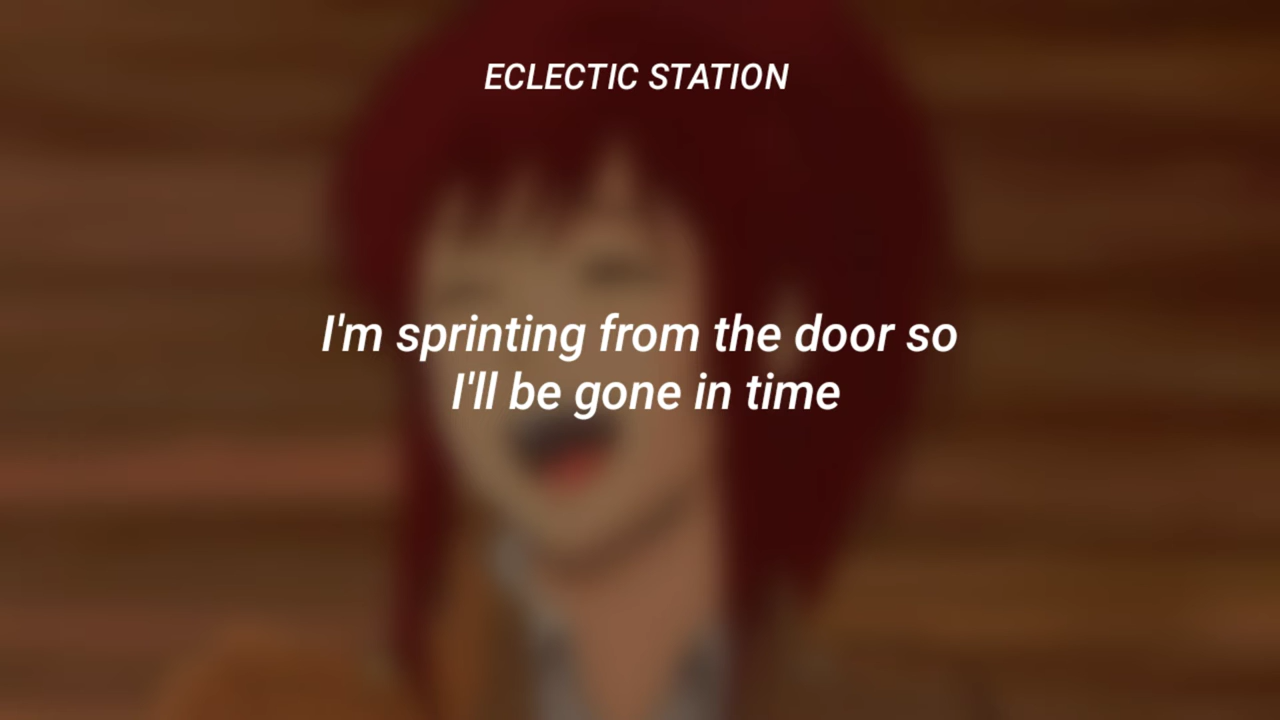 ECLECTIC STATION
I'm sprinting from the door so
I'll be gone in time